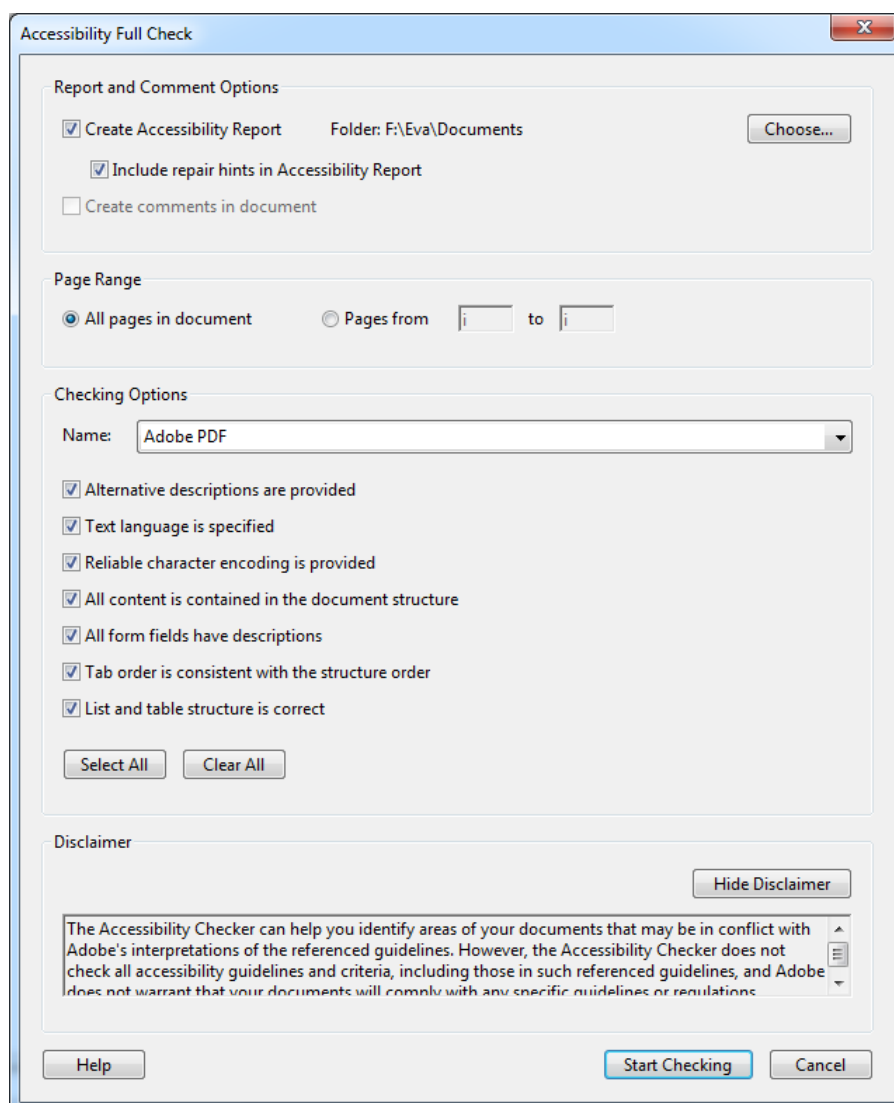 Accessibility Full Check
Report and Comment Options
Create Accessibility Report Folder: F:\Eva\Documents Choose...
Include repair hints in Accessibility Report
Create comments in document
Page Range
All pages in document Pages from i to i
Checking Options
Name: Adobe PDF
Alternative descriptions are provided
Text language is specified
Reliable character encoding is provided
All content is contained in the document structure
All form fields have descriptions
Tab order is consistent with the structure order
List and table structure is correct
Select All Clear All
Disclaimer
Hide Disclaimer
The Accessibility Checker can help you identify areas of your documents that may be in conflict with
Adobe's interpretations of the referenced guidelines. However, the Accessibility Checker does not
check all accessibility guidelines and criteria, including those in such referenced guidelines, and Adobe
does not warrant that your documents will comply with any specific guidelines or regulations.
Help Start Checking Cancel